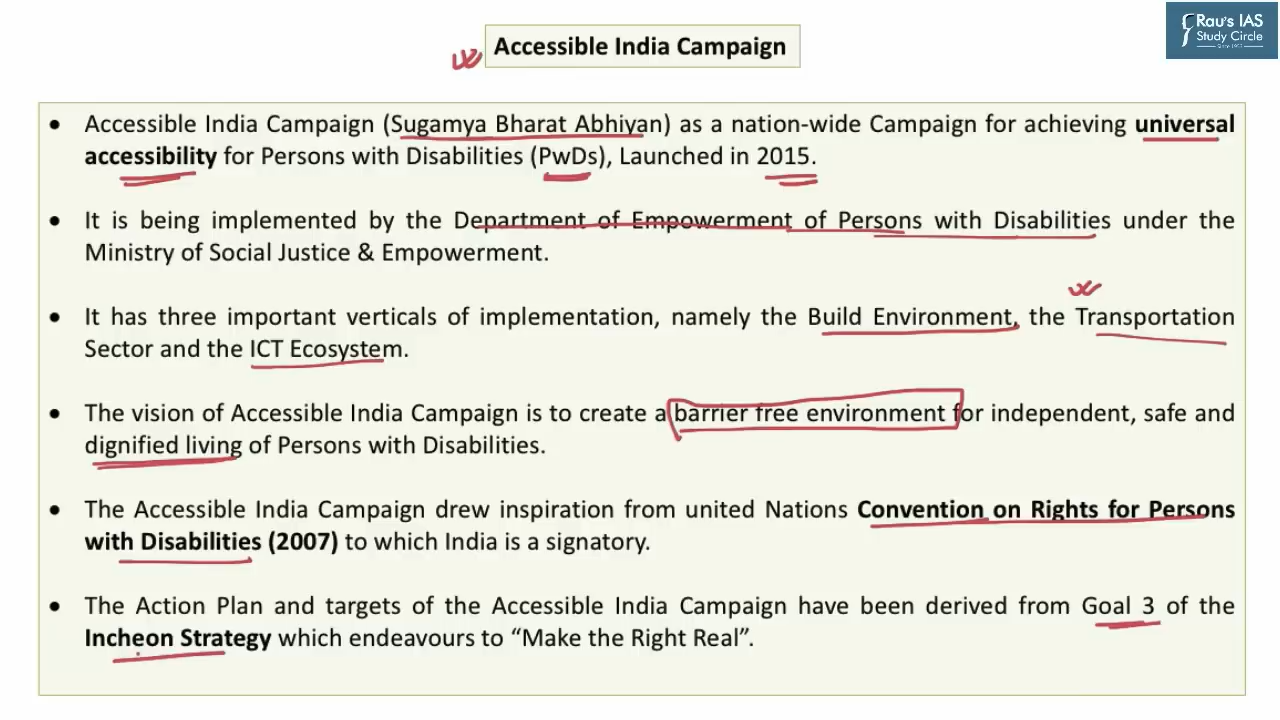 Rau's IAS
Study Circle
Since 1953
Accessible India Campaign
• Accessible India Campaign (Sugamya Bharat Abhiyan) as a nation-wide Campaign for achieving universal
accessibility for Persons with Disabilities (PwDs), Launched in 2015.
• It is being implemented by the Department of Empowerment of Persons with Disabilities under the
Ministry of Social Justice & Empowerment.
• It has three important verticals of implementation, namely the Build Environment, the Transportation
Sector and the ICT Ecosystem.
• The vision of Accessible India Campaign is to create a barrier free environment for independent, safe and
dignified living of Persons with Disabilities.
• The Accessible India Campaign drew inspiration from united Nations Convention on Rights for Persons
with Disabilities (2007) to which India is a signatory.
• The Action Plan and targets of the Accessible India Campaign have been derived from Goal 3 of the
Incheon Strategy which endeavours to “Make the Right Real”.